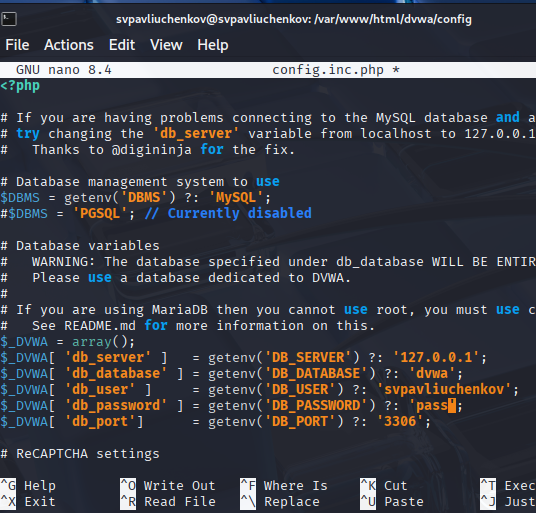 svpavliuchenkov@svpavliuchenkov: /var/www/html/dvwa/config
File Actions Edit View Help
GNU nano 8.4 config.inc.php *
<?php
# If you are having problems connecting to the MySQL database and a
# try changing the 'db_server' variable from localhost to 127.0.0.1
#   Thanks to @digininja for the fix.
# Database management system to use
$DBMS = getenv('DBMS') ?: 'MySQL';
#$DBMS = 'PGSQL'; // Currently disabled
# Database variables
#   WARNING: The database specified under db_database WILL BE ENTIR
#   Please use a database dedicated to DVWA.
#
# If you are using MariaDB then you cannot use root, you must use c
#   See README.md for more information on this.
$_DVWA = array();
$_DVWA[ 'db_server' ]   = getenv('DB_SERVER') ?: '127.0.0.1';
$_DVWA[ 'db_database' ] = getenv('DB_DATABASE') ?: 'dvwa';
$_DVWA[ 'db_user' ]     = getenv('DB_USER') ?: 'svpavliuchenkov';
$_DVWA[ 'db_password' ] = getenv('DB_PASSWORD') ?: 'pass';
$_DVWA[ 'db_port']      = getenv('DB_PORT') ?: '3306';
# ReCAPTCHA settings
^G Help ^O Write Out ^F Where Is ^K Cut ^T Exec
^X Exit ^R Read File ^\ Replace ^U Paste ^J Just